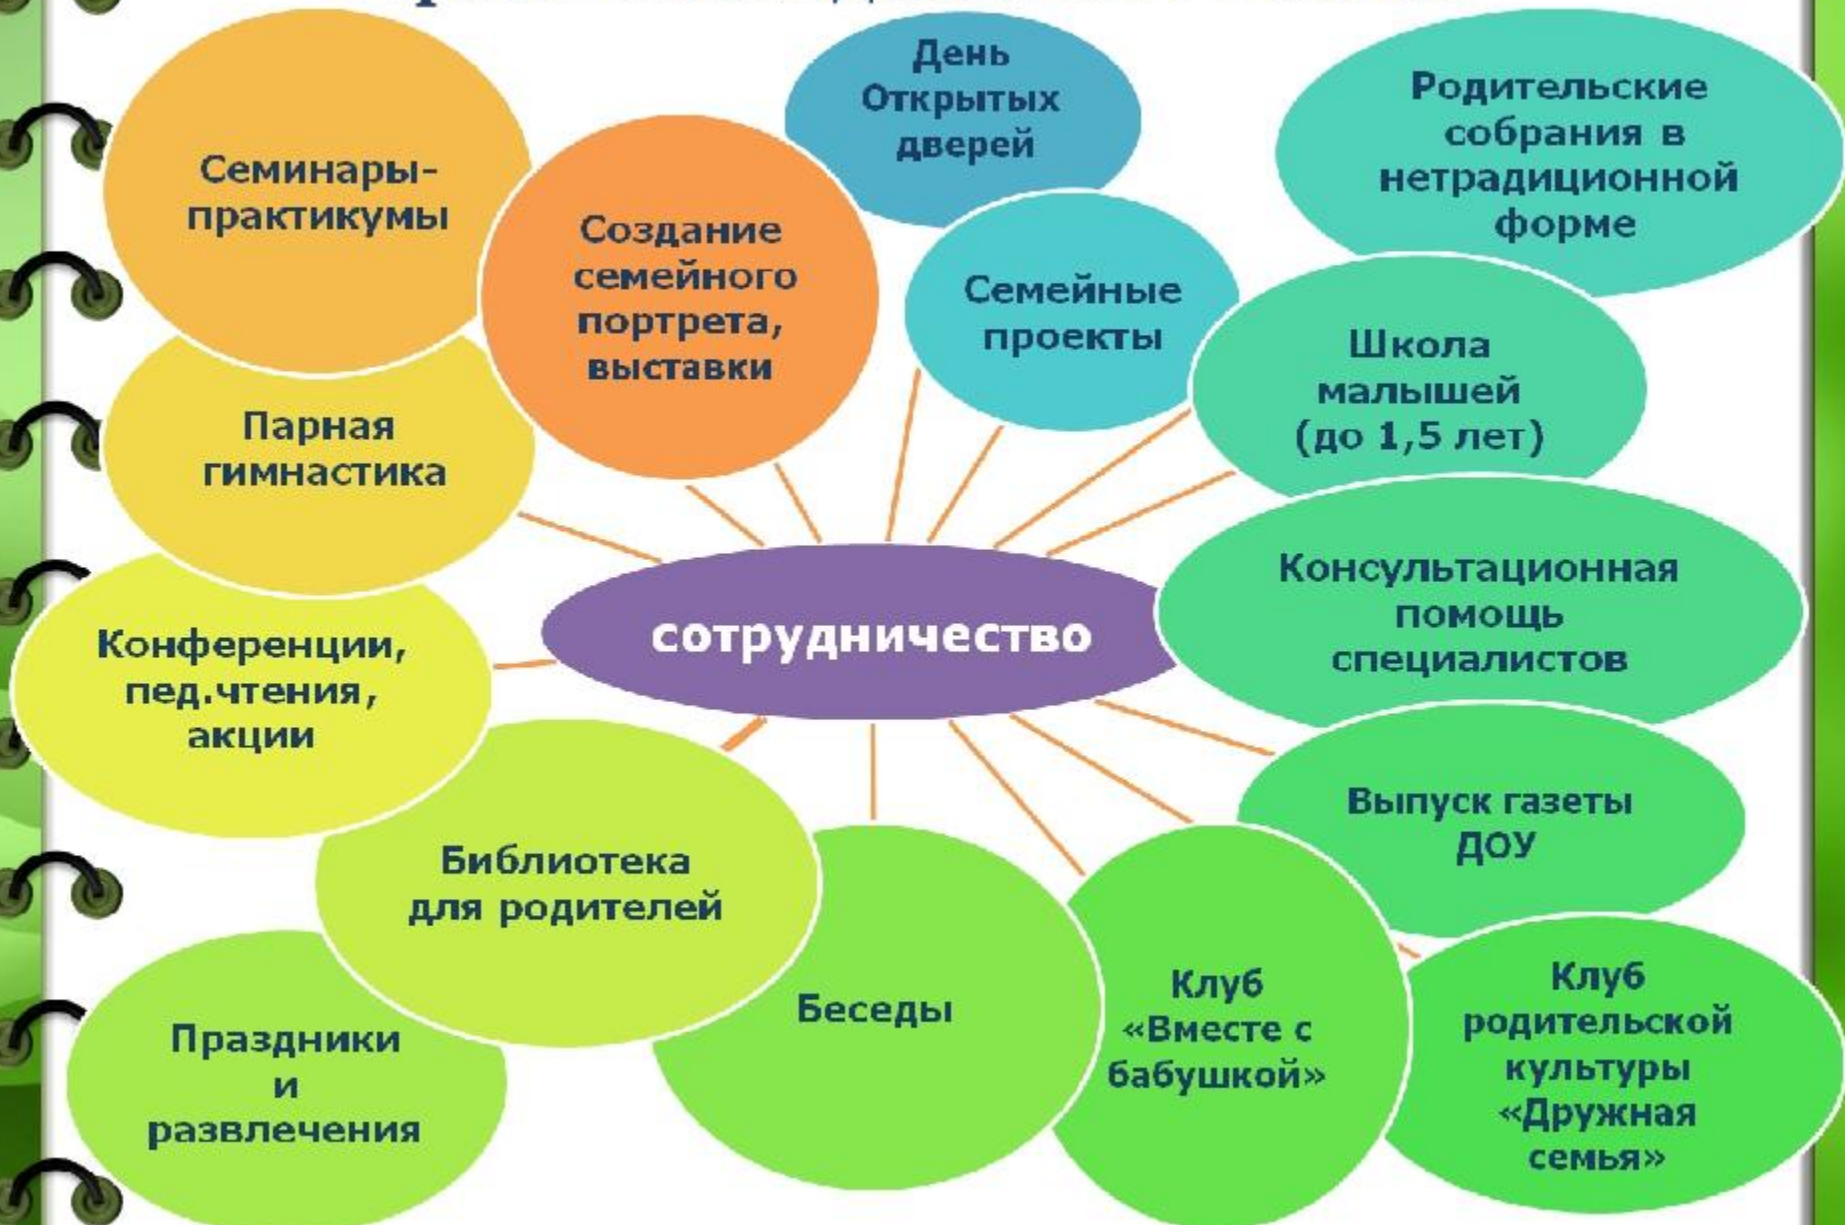 Семинары-
практикумы
Создание
семейного
портрета,
выставки
День
Открытых
дверей
Семейные
проекты
Родительские
собрания в
нетрадиционной
форме
Школа
малышей
(до 1,5 лет)
Парная
гимнастика
Консультационная
помощь
специалистов
сотрудничество
Конференции,
пед.чтения,
акции
Выпуск газеты
ДОУ
Библиотека
для родителей
Праздники
и
развлечения
Беседы
Клуб
«Вместе с
бабушкой»
Клуб
родительской
культуры
«Дружная
семья»